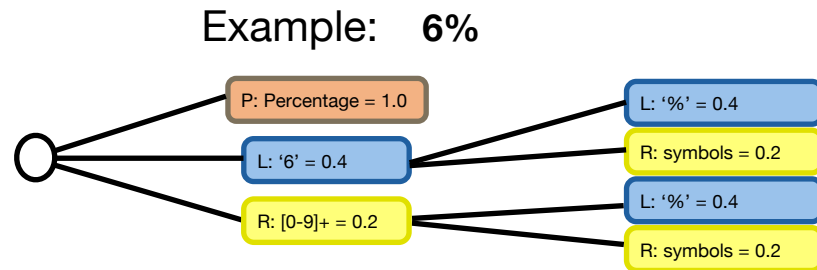 Example: 6%
P: Percentage = 1.0
L: ‘6’ = 0.4
R: [0-9]+ = 0.2
L: ‘%’ = 0.4
R: symbols = 0.2
L: ‘%’ = 0.4
R: symbols = 0.2